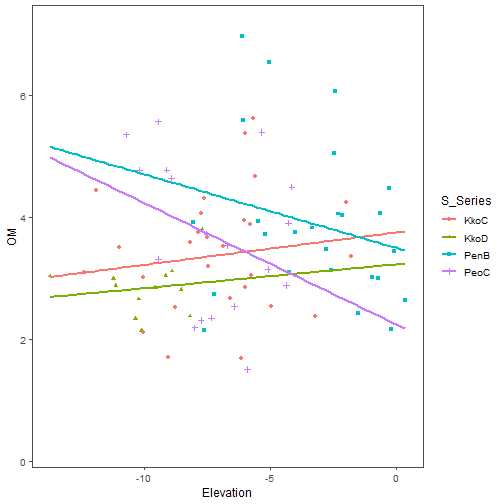 6
4
2
0
OM
-10
-5
0
Elevation
S_Series
KkoC
KkoD
PenB
PeoC